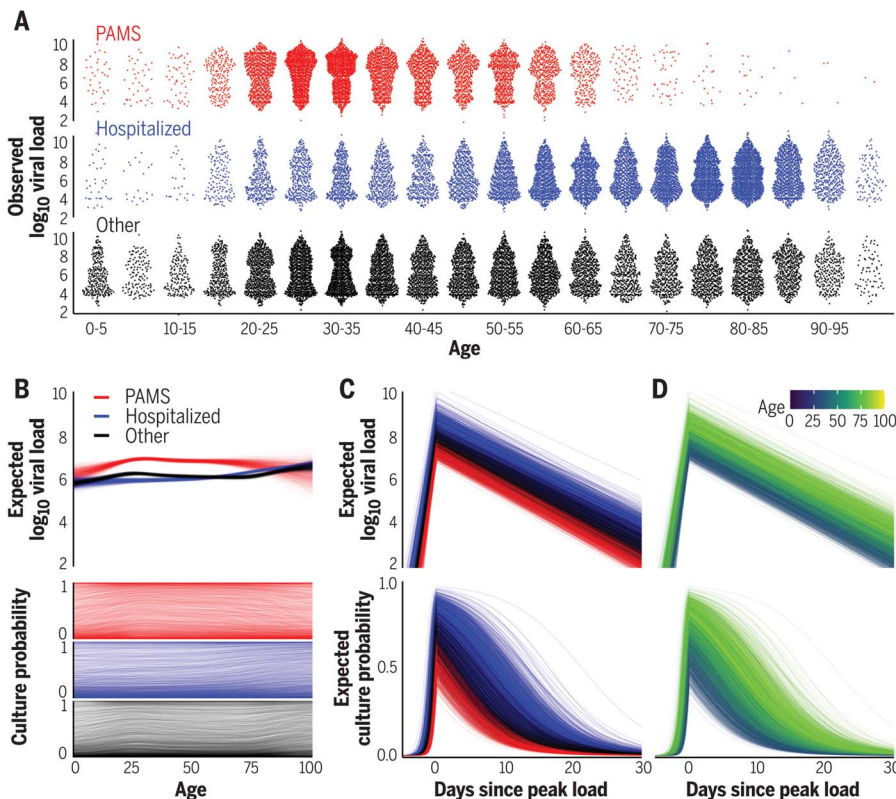 A
PAMS
10
8
6
4
2
Hospitalized
10
8
6
4
2
Other
10
8
6
4
2
Observed
log₁₀ viral load
0-5 10-15 20-25 30-35 40-45 50-55 60-65 70-75 80-85 90-95
Age
B
PAMS
Hospitalized
Other
10
8
6
4
2
Expected
log₁₀ viral load
1
0
1
0
1
0
Culture probability
0 25 50 75 100
Age
C
10
8
6
4
2
Expected
log₁₀ viral load
1.0
0.5
0.0
Expected
culture probability
0 10 20 30
Days since peak load
D
Age
0 25 50 75 100
0 10 20 30
Days since peak load